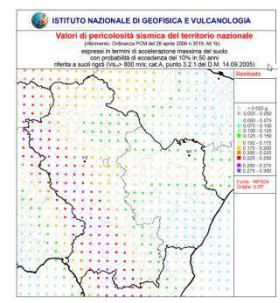 ISTITUTO NAZIONALE DI GEOFISICA E VULCANOLOGIA
Valori di pericolosità sismica del territorio nazionale
(riferimento: Ordinanza PCM del 28 aprile 2006 n.3519, All.1b)
espressi in termini di accelerazione massima del suolo
con probabilità di eccedenza del 10% in 50 anni
riferita a suoli rigidi (Vs₃₀> 800 m/s; cat.A, punto 3.2.1 del D.M. 14.09.2005)
Basilicata
< 0.025 g
0.025 - 0.050
0.050 - 0.075
0.075 - 0.100
0.100 - 0.125
0.125 - 0.150
0.150 - 0.175
0.175 - 0.200
0.200 - 0.225
0.225 - 0.250
0.250 - 0.275
0.275 - 0.300